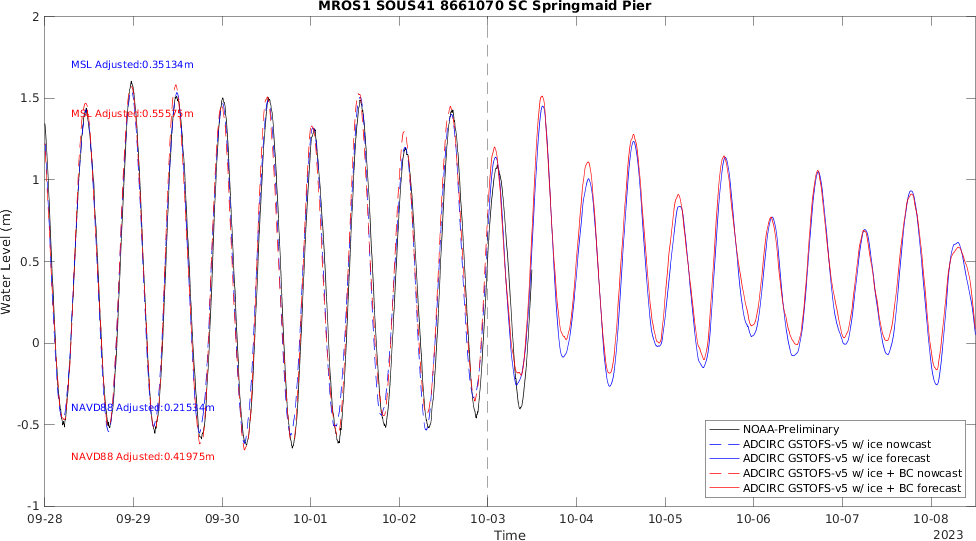 MROS1 SOUS41 8661070 SC Springmaid Pier
2
1.5
1
0.5
0
-0.5
-1
Water Level (m)
MSL Adjusted:0.35134m
MSL Adjusted:0.55575m
NAVD88 Adjusted:0.21534m
NAVD88 Adjusted:0.41975m
NOAA-Preliminary
ADCIRC GSTOFS-v5 w/ ice nowcast
ADCIRC GSTOFS-v5 w/ ice forecast
ADCIRC GSTOFS-v5 w/ ice + BC nowcast
ADCIRC GSTOFS-v5 w/ ice + BC forecast
09-28 09-29 09-30 10-01 10-02 10-03 10-04 10-05 10-06 10-07 10-08
Time
2023